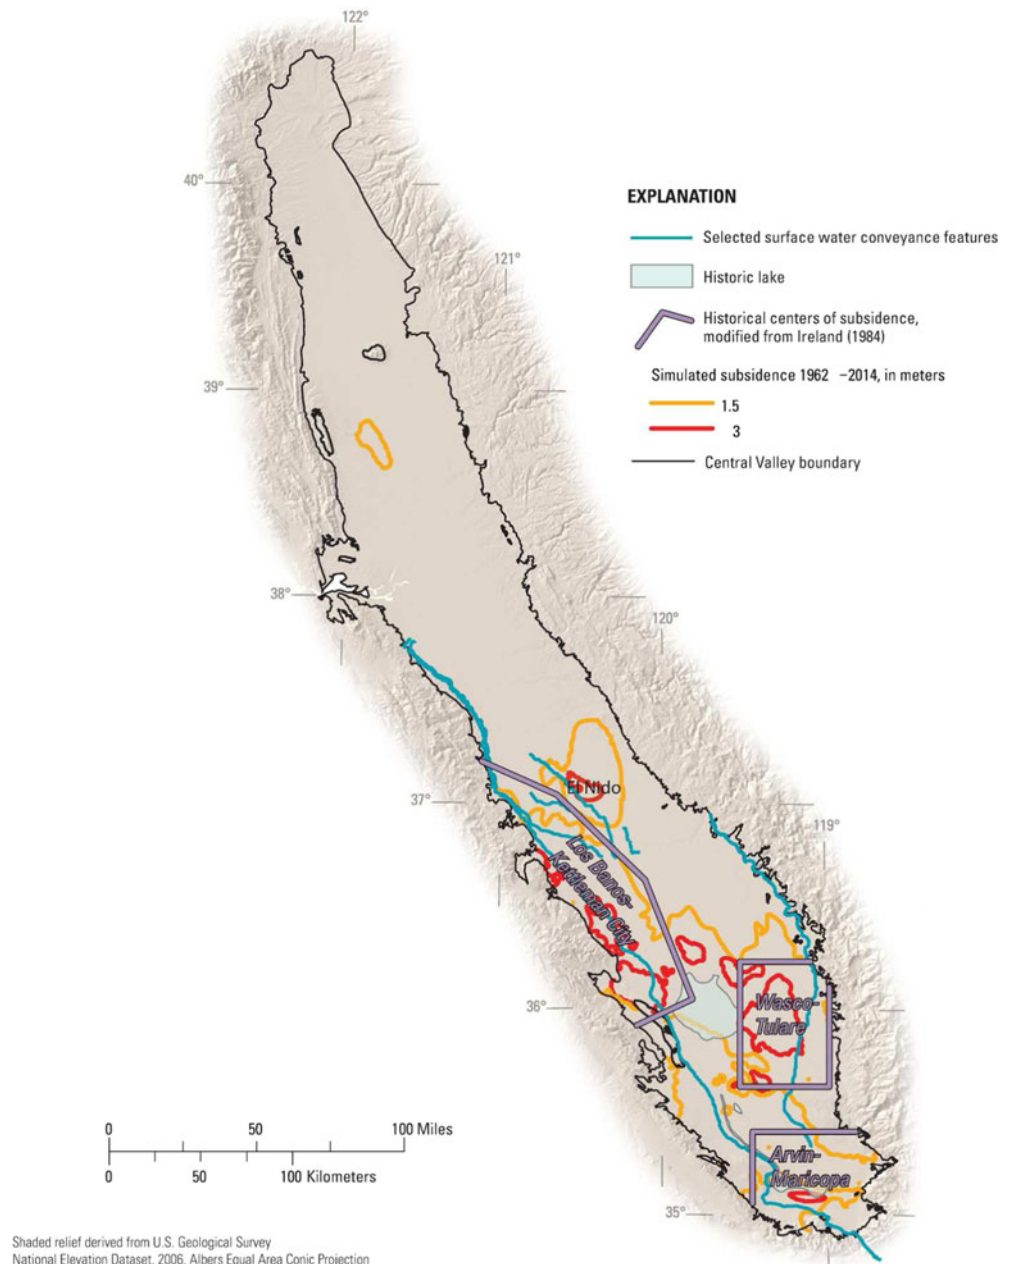 122°
40°
121°
39°
38°
120°
37°
119°
36°
35°
EXPLANATION
Selected surface water conveyance features
Historic lake
Historical centers of subsidence,
modified from Ireland (1984)
Simulated subsidence 1962 –2014, in meters
1.5
3
Central Valley boundary
El Nido
Los Banos-
Kettleman City
Wasco-
Tulare
Arvin-
Maricopa
0 50 100 Miles
0 50 100 Kilometers
Shaded relief derived from U.S. Geological Survey
National Elevation Dataset, 2006. Albers Equal Area Conic Projection